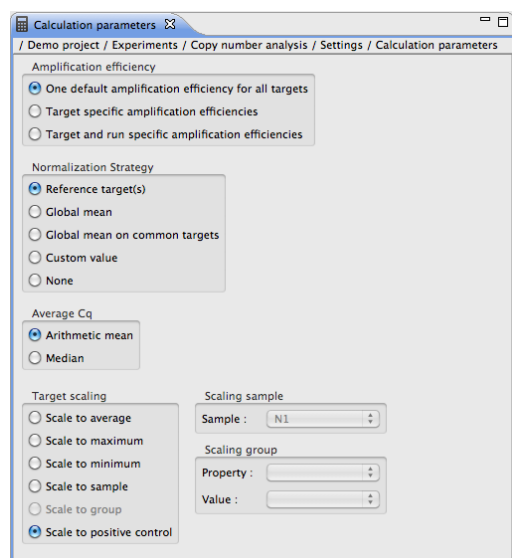 Calculation parameters
/ Demo project / Experiments / Copy number analysis / Settings / Calculation parameters
Amplification efficiency
One default amplification efficiency for all targets
Target specific amplification efficiencies
Target and run specific amplification efficiencies
Normalization Strategy
Reference target(s)
Global mean
Global mean on common targets
Custom value
None
Average Cq
Arithmetic mean
Median
Target scaling
Scale to average
Scale to maximum
Scale to minimum
Scale to sample
Scale to group
Scale to positive control
Scaling sample
Sample : N1
Scaling group
Property :
Value :